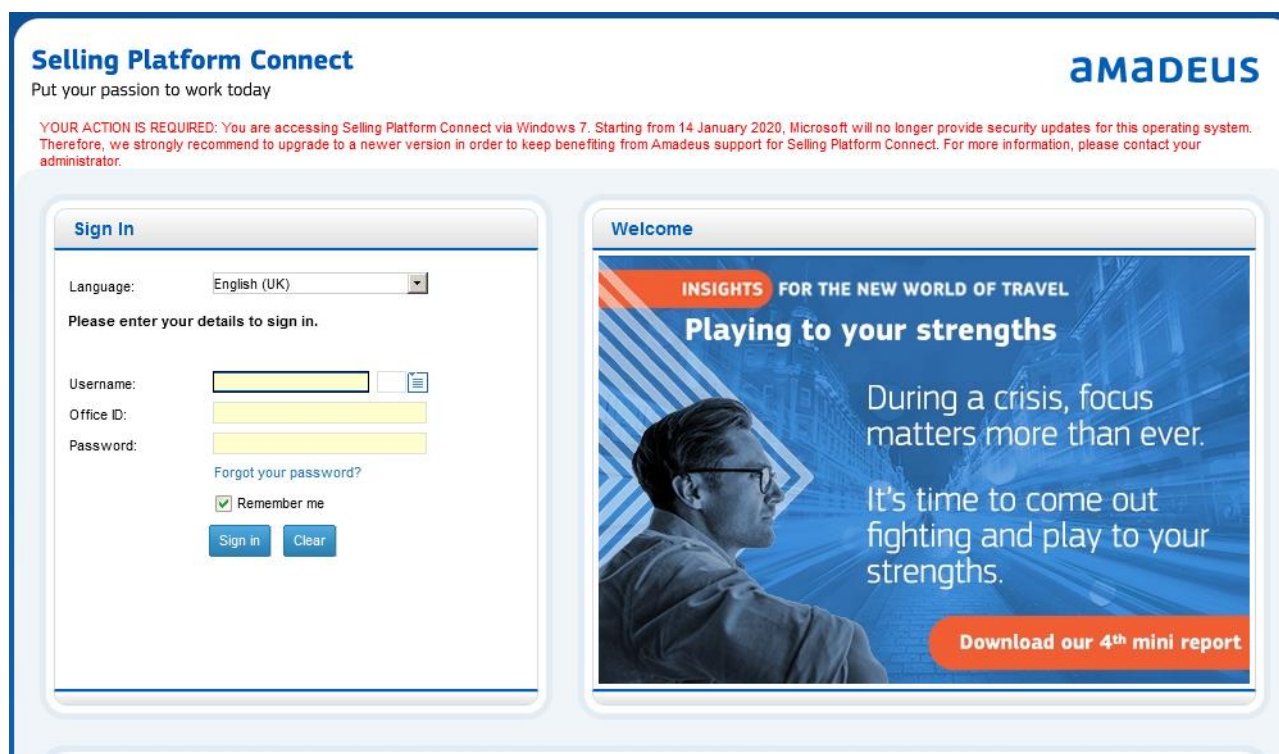 Selling Platform Connect
amadeus
Put your passion to work today
YOUR ACTION IS REQUIRED: You are accessing Selling Platform Connect via Windows 7. Starting from 14 January 2020, Microsoft will no longer provide security updates for this operating system.
Therefore, we strongly recommend to upgrade to a newer version in order to keep benefiting from Amadeus support for Selling Platform Connect. For more information, please contact your
administrator.
Sign In
Language:
English (UK)
Please enter your details to sign in.
Username:
Office ID:
Password:
Forgot your password?
Remember me
Sign in
Clear
Welcome
INSIGHTS FOR THE NEW WORLD OF TRAVEL
Playing to your strengths
During a crisis, focus
matters more than ever.
It's time to come out
fighting and play to your
strengths.
Download our 4th mini report